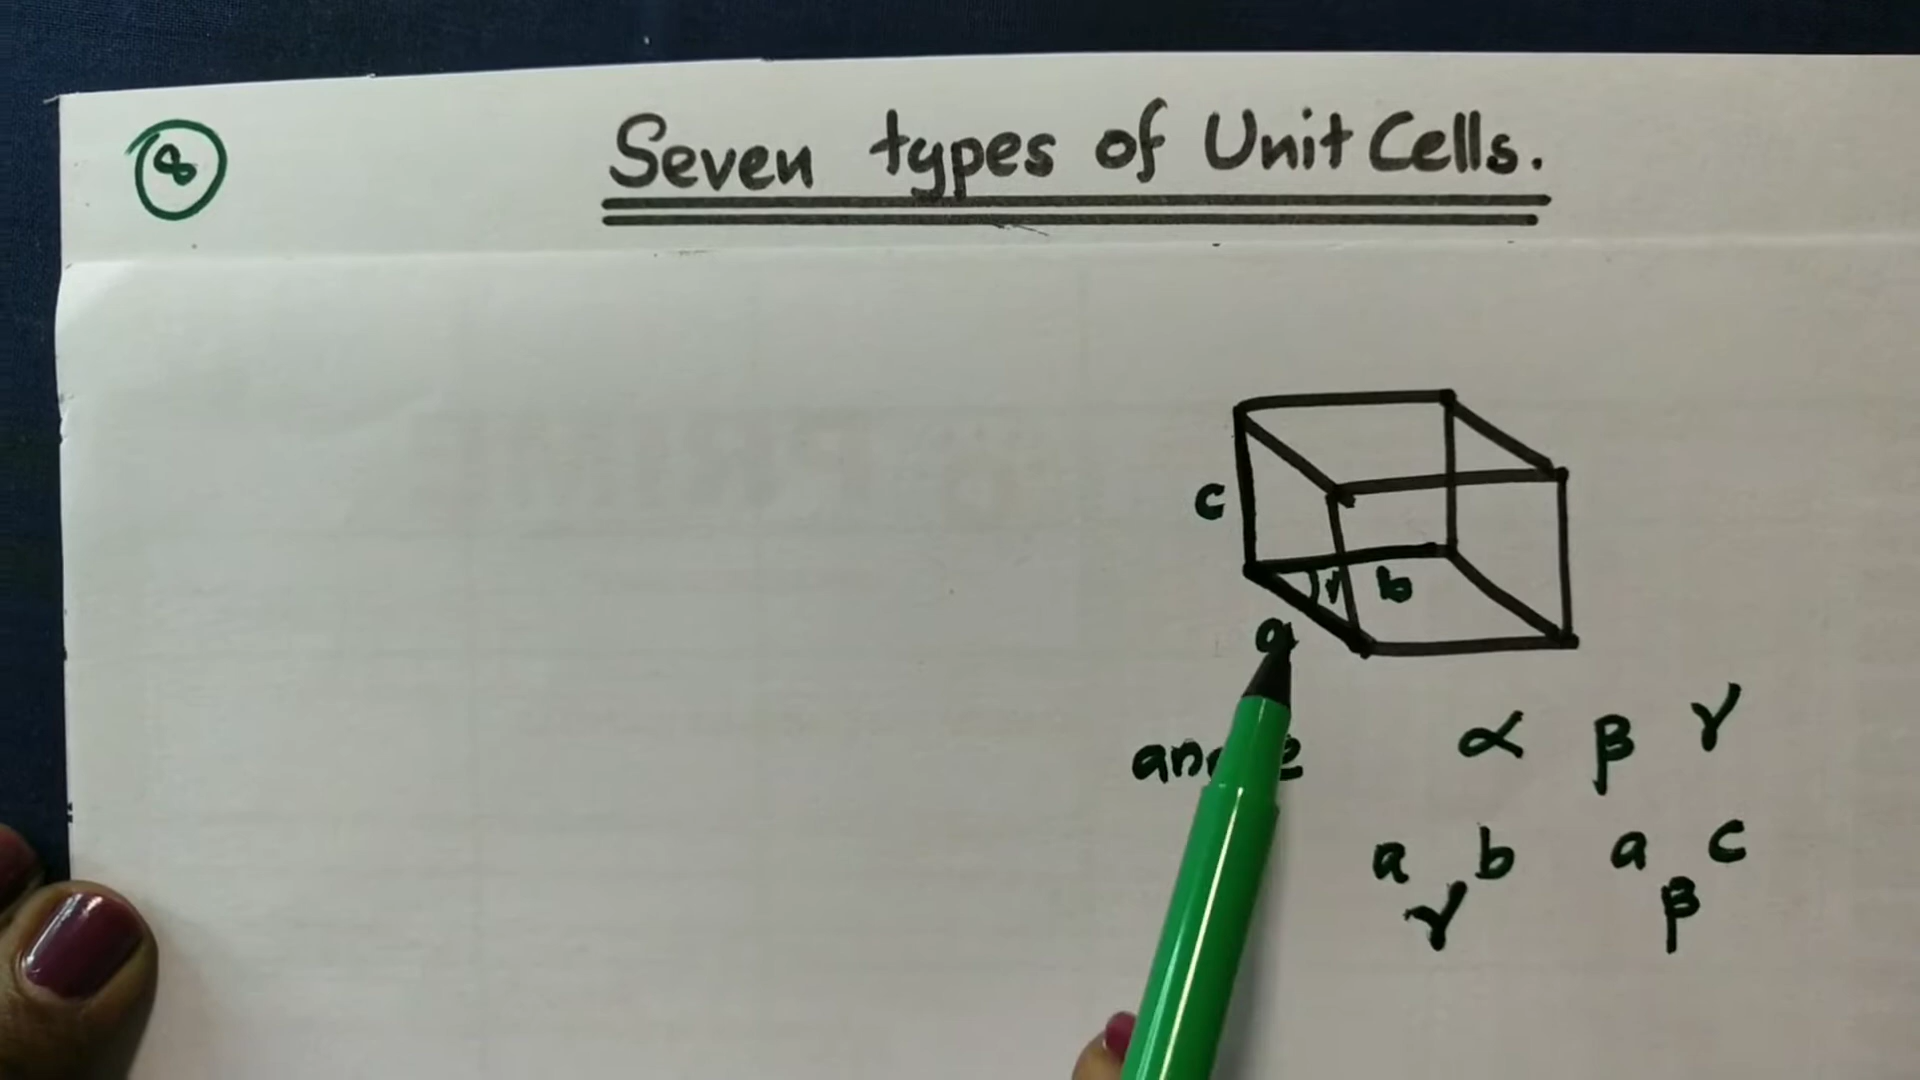 8
Seven types of Unit Cells.
c
γ b
a
α β γ
a b a c
γ β